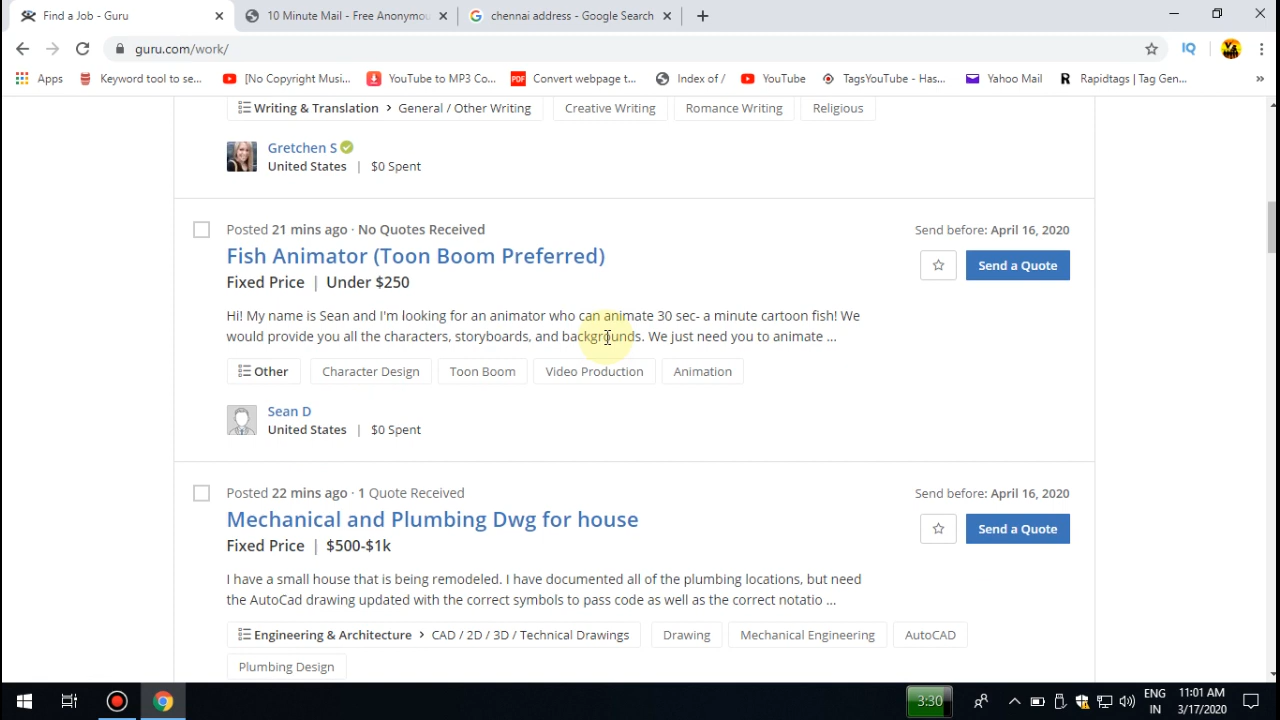 Find a Job - Guru
10 Minute Mail - Free Anonymou
chennai address - Google Search
guru.com/work/
IQ
Apps
Keyword tool to se...
[No Copyright Musi...
YouTube to MP3 Co...
PDF
Convert webpage t...
Index of /
YouTube
TagsYouTube - Has...
Yahoo Mail
R
Rapidtags | Tag Gen...
»
Writing & Translation › General / Other Writing
Creative Writing
Romance Writing
Religious
Gretchen S
United States | $0 Spent
Posted 21 mins ago · No Quotes Received
Send before: April 16, 2020
Fish Animator (Toon Boom Preferred)
Send a Quote
Fixed Price | Under $250
Hi! My name is Sean and I'm looking for an animator who can animate 30 sec- a minute cartoon fish! We
would provide you all the characters, storyboards, and backgrounds. We just need you to animate ...
Other
Character Design
Toon Boom
Video Production
Animation
Sean D
United States | $0 Spent
Posted 22 mins ago · 1 Quote Received
Send before: April 16, 2020
Mechanical and Plumbing Dwg for house
Send a Quote
Fixed Price | $500-$1k
I have a small house that is being remodeled. I have documented all of the plumbing locations, but need
the AutoCad drawing updated with the correct symbols to pass code as well as the correct notatio ...
Engineering & Architecture › CAD / 2D / 3D / Technical Drawings
Drawing
Mechanical Engineering
AutoCAD
Plumbing Design
3:30
ENG
IN
11:01 AM
3/17/2020